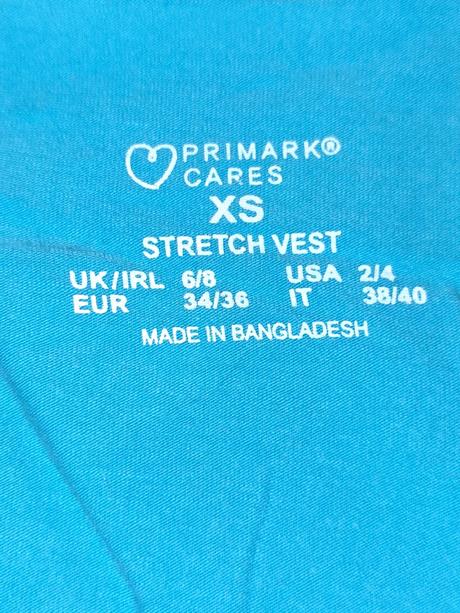 PRIMARK®
CARES
XS
STRETCH VEST
UK/IRL 6/8 USA 2/4
EUR 34/36 IT 38/40
MADE IN BANGLADESH